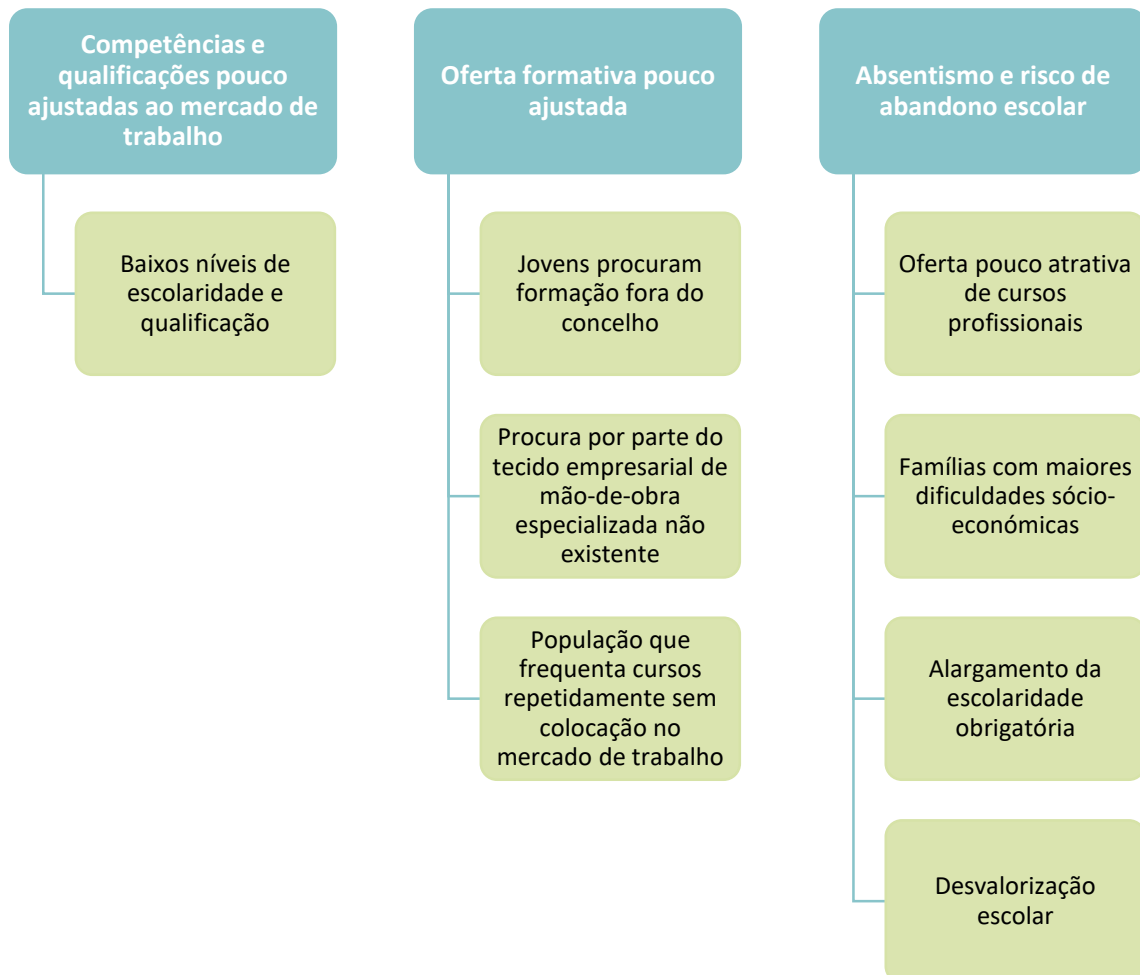 Competências e
qualificações pouco
ajustadas ao mercado de
trabalho
Baixos níveis de
escolaridade e
qualificação
Oferta formativa pouco
ajustada
Jovens procuram
formação fora do
concelho
Procura por parte do
tecido empresarial de
mão-de-obra
especializada não
existente
População que
frequenta cursos
repetidamente sem
colocação no
mercado de trabalho
Absentismo e risco de
abandono escolar
Oferta pouco atrativa
de cursos
profissionais
Famílias com maiores
dificuldades sócio-
económicas
Alargamento da
escolaridade
obrigatória
Desvalorização
escolar